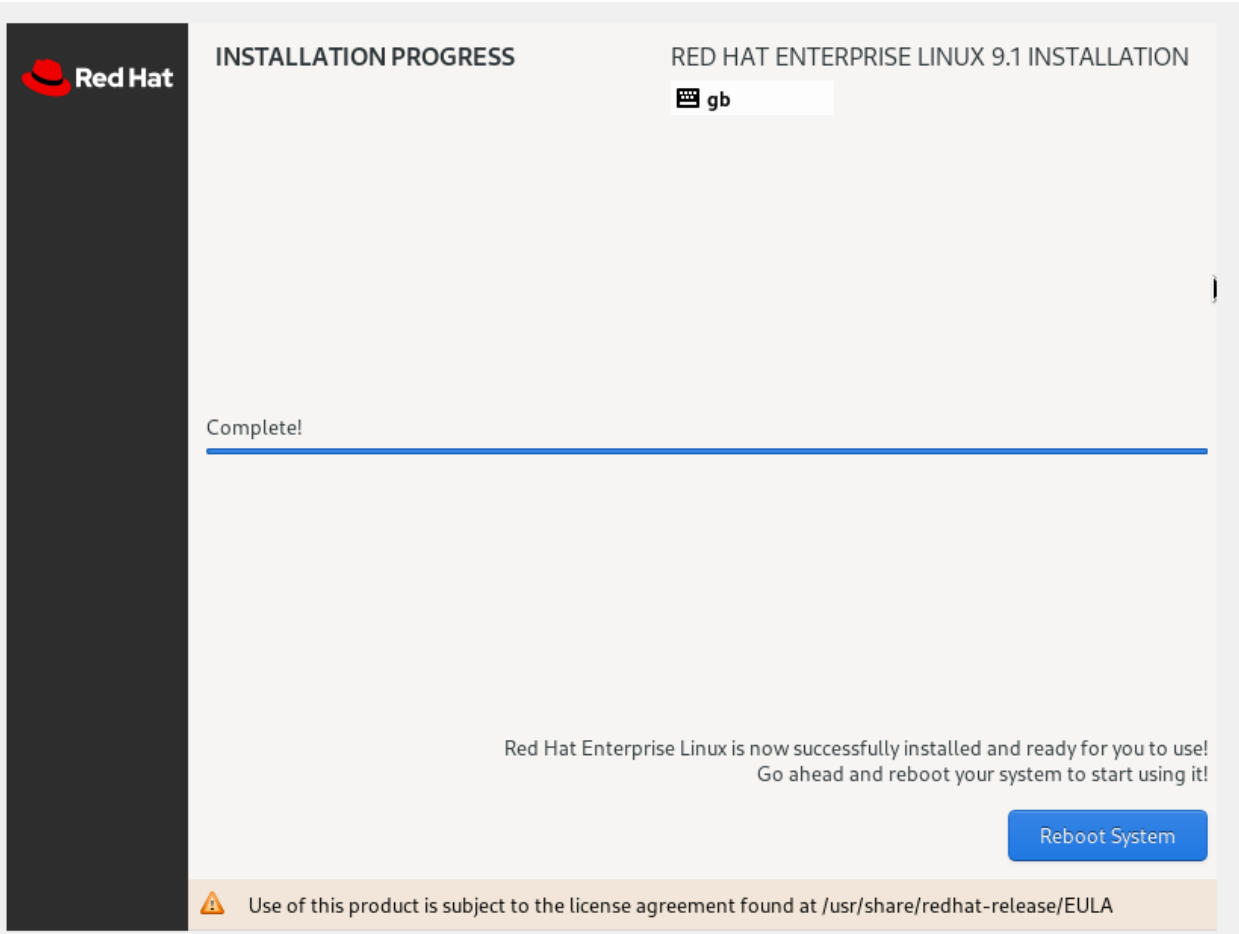 Red Hat
INSTALLATION PROGRESS
RED HAT ENTERPRISE LINUX 9.1 INSTALLATION
gb
Complete!
Red Hat Enterprise Linux is now successfully installed and ready for you to use!
Go ahead and reboot your system to start using it!
Reboot System
Use of this product is subject to the license agreement found at /usr/share/redhat-release/EULA